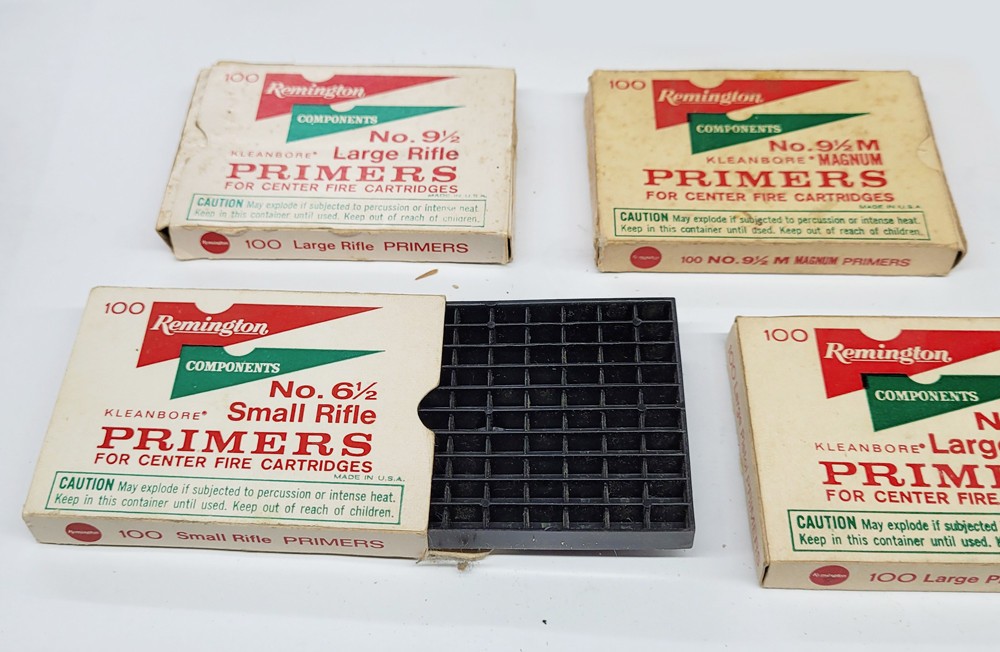 100
Remington
COMPONENTS
No. 9½
KLEANBORE® Large Rifle
PRIMERS
FOR CENTER FIRE CARTRIDGES
MADE IN U.S.A.
CAUTION May explode if subjected to percussion or intense heat.
Keep in this container until used. Keep out of reach of children.
Remington
100 Large Rifle PRIMERS
100
Remington
COMPONENTS
No. 9½ M
KLEANBORE® MAGNUM
PRIMERS
FOR CENTER FIRE CARTRIDGES
MADE IN U.S.A.
CAUTION May explode if subjected to percussion or intense heat.
Keep in this container until used. Keep out of reach of children.
100 NO. 9½ M MAGNUM PRIMERS
100
Remington
COMPONENTS
No. 6½
KLEANBORE® Small Rifle
PRIMERS
FOR CENTER FIRE CARTRIDGES
MADE IN U.S.A.
CAUTION May explode if subjected to percussion or intense heat.
Keep in this container until used. Keep out of reach of children.
Remington
100 Small Rifle PRIMERS
100
Remington
COMPONENTS
KLEANBORE® Larg
PRIM
FOR CENTER FIRE
CAUTION May explode if subjected
Keep in this container until used.
Remington
100 Large P